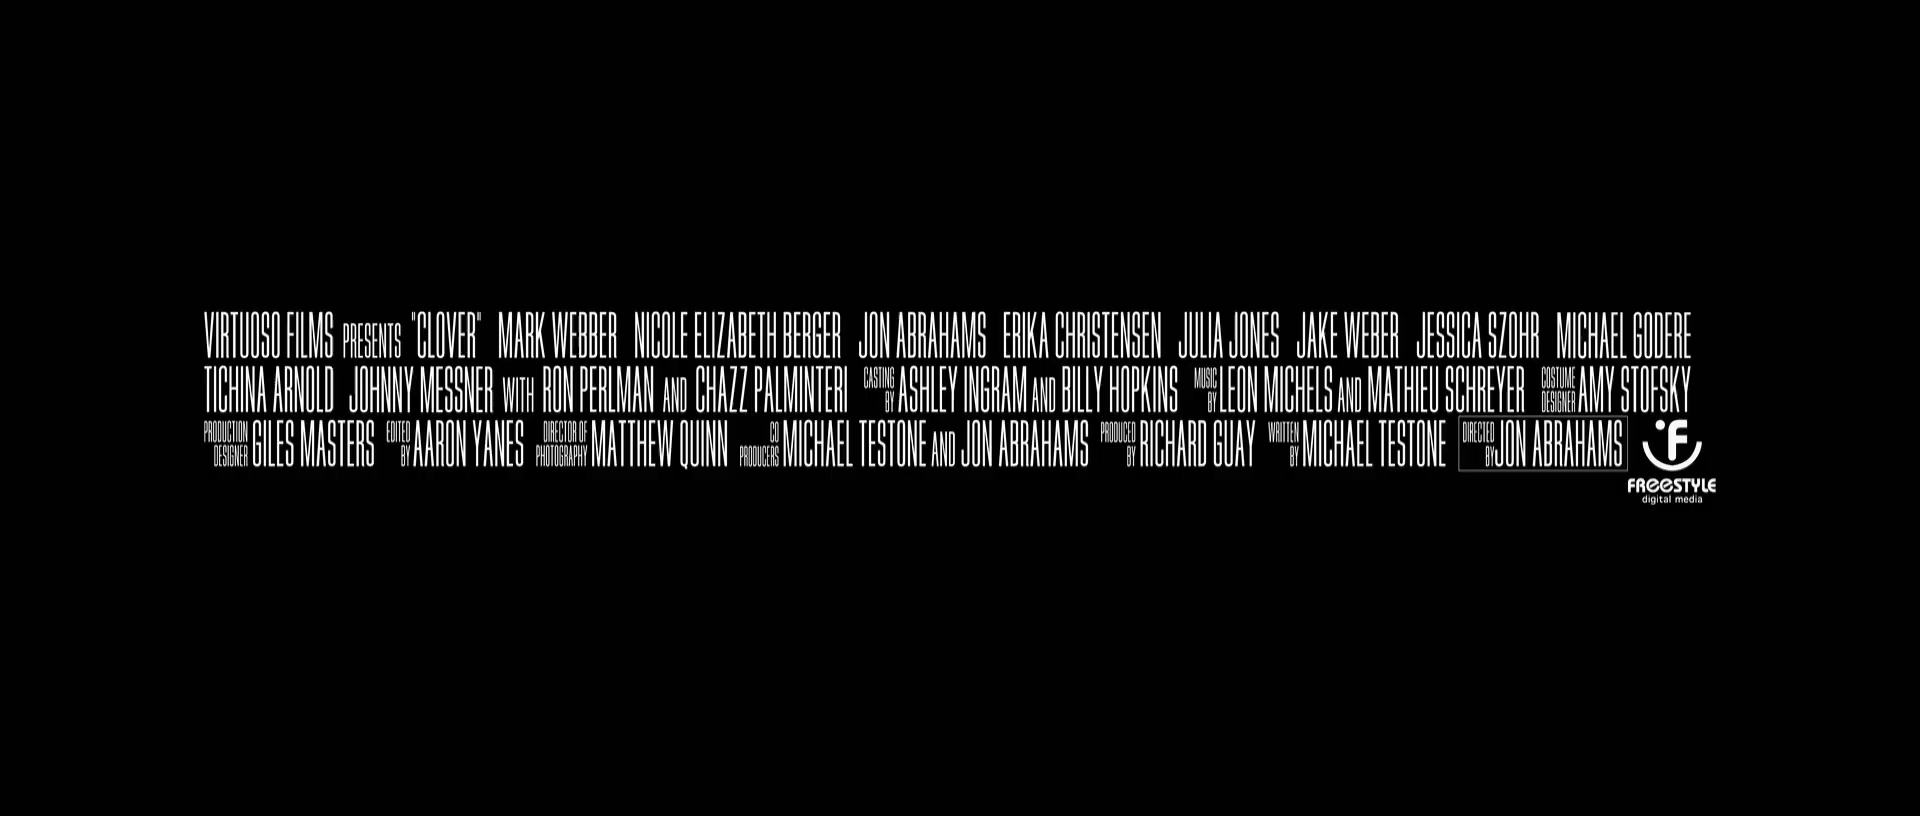 VIRTUOSO FILMS PRESENTS "CLOVER" MARK WEBBER NICOLE ELIZABETH BERGER JON ABRAHAMS ERIKA CHRISTENSEN JULIA JONES JAKE WEBER JESSICA SZOHR MICHAEL GODERE
TICHINA ARNOLD JOHNNY MESSNER WITH RON PERLMAN AND CHAZZ PALMINTERI CASTING BY ASHLEY INGRAM AND BILLY HOPKINS MUSIC BY LEON MICHELS AND MATHIEU SCHREYER COSTUME DESIGNER AMY STOFSKY
PRODUCTION DESIGNER GILES MASTERS EDITED BY AARON YANES DIRECTOR OF PHOTOGRAPHY MATTHEW QUINN CO PRODUCERS MICHAEL TESTONE AND JON ABRAHAMS PRODUCED BY RICHARD GUAY WRITTEN BY MICHAEL TESTONE DIRECTED BY JON ABRAHAMS
F
FREESTYLE
digital media